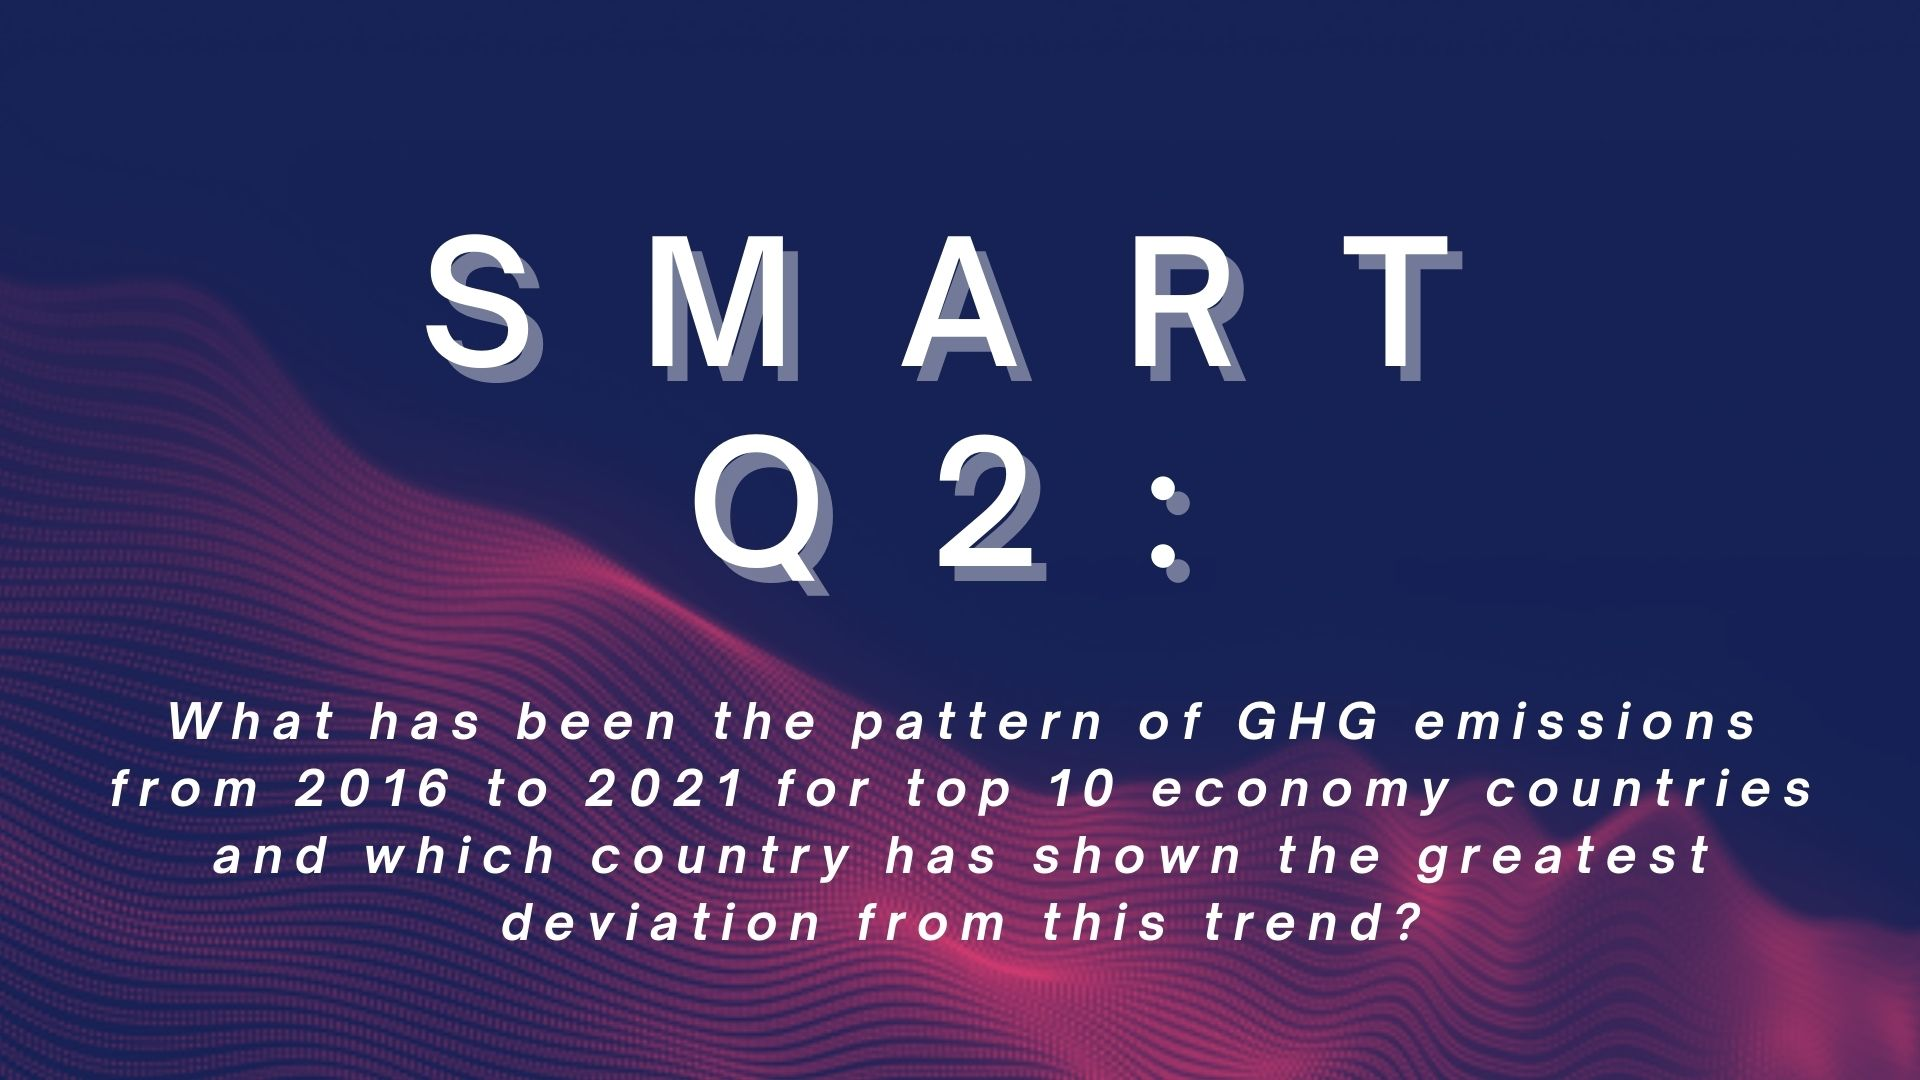 SMART
Q2:
What has been the pattern of GHG emissions
from 2016 to 2021 for top 10 economy countries
and which country has shown the greatest
deviation from this trend?